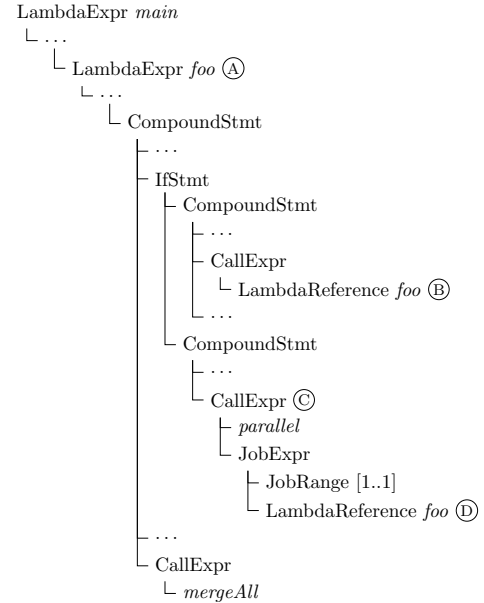 LambdaExpr main
...
LambdaExpr foo Ⓐ
...
CompoundStmt
...
IfStmt
CompoundStmt
...
CallExpr
LambdaReference foo Ⓑ
...
CompoundStmt
...
CallExpr Ⓒ
parallel
JobExpr
JobRange [1..1]
LambdaReference foo Ⓓ
...
CallExpr
mergeAll